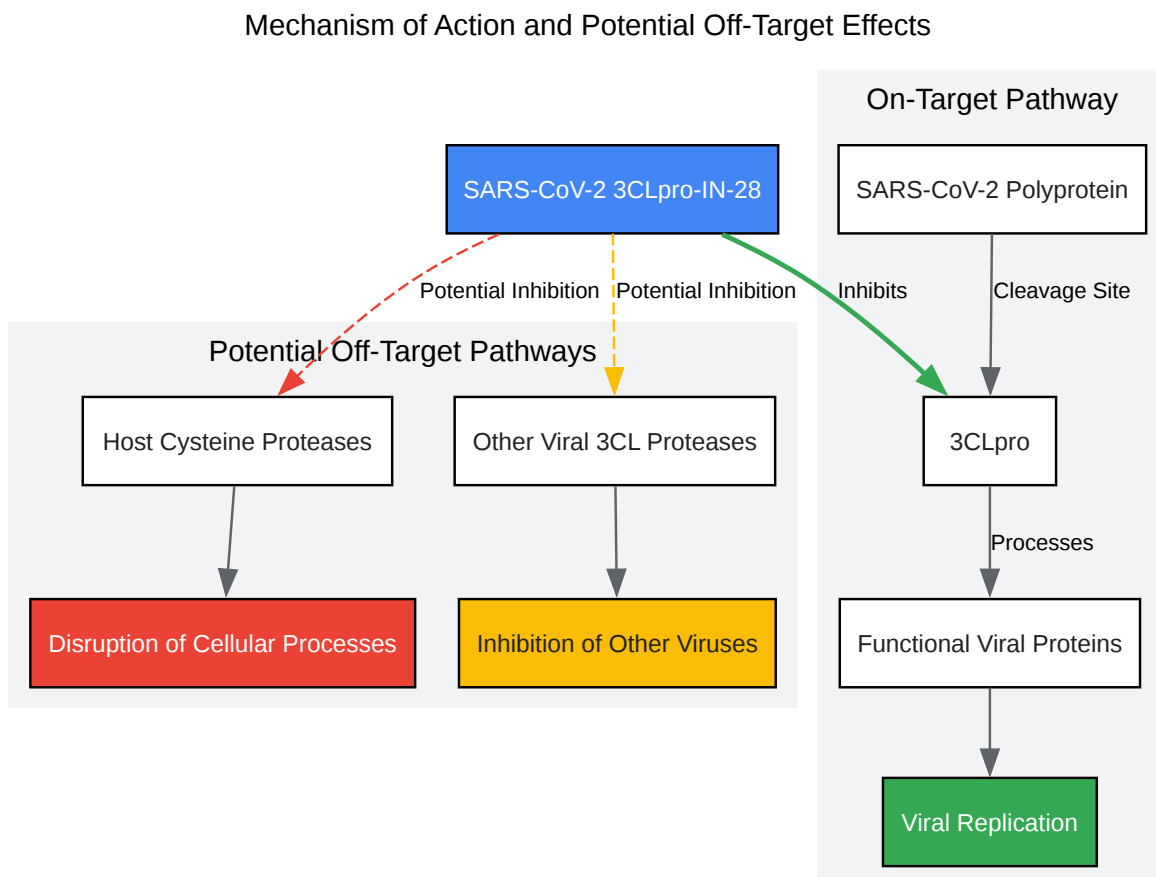 Mechanism of Action and Potential Off-Target Effects
On-Target Pathway
SARS-CoV-2 3CLpro-IN-28
SARS-CoV-2 Polyprotein
Potential Inhibition
Potential Inhibition
Inhibits
Cleavage Site
Potential Off-Target Pathways
Host Cysteine Proteases
Other Viral 3CL Proteases
3CLpro
Processes
Disruption of Cellular Processes
Inhibition of Other Viruses
Functional Viral Proteins
Viral Replication